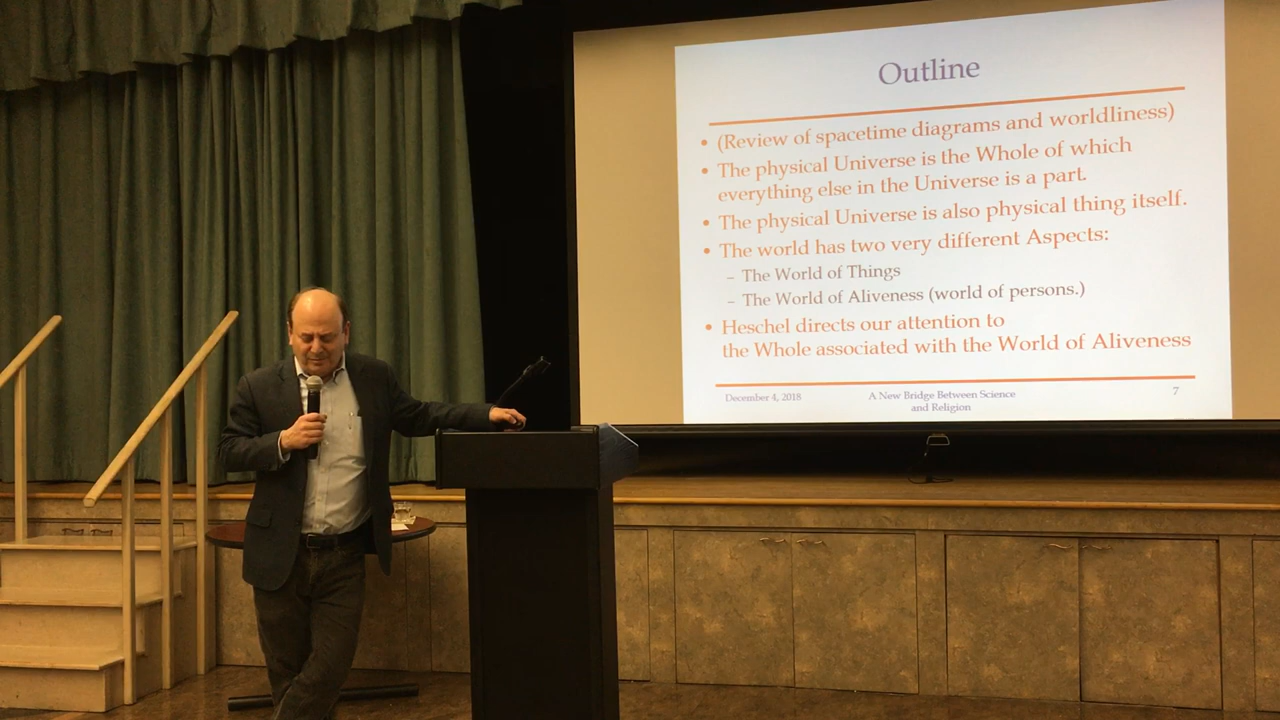 Outline
• (Review of spacetime diagrams and worldliness)
• The physical Universe is the Whole of which
everything else in the Universe is a part.
• The physical Universe is also physical thing itself.
• The world has two very different Aspects:
– The World of Things
– The World of Aliveness (world of persons.)
• Heschel directs our attention to
the Whole associated with the World of Aliveness
December 4, 2018
A New Bridge Between Science
and Religion
7